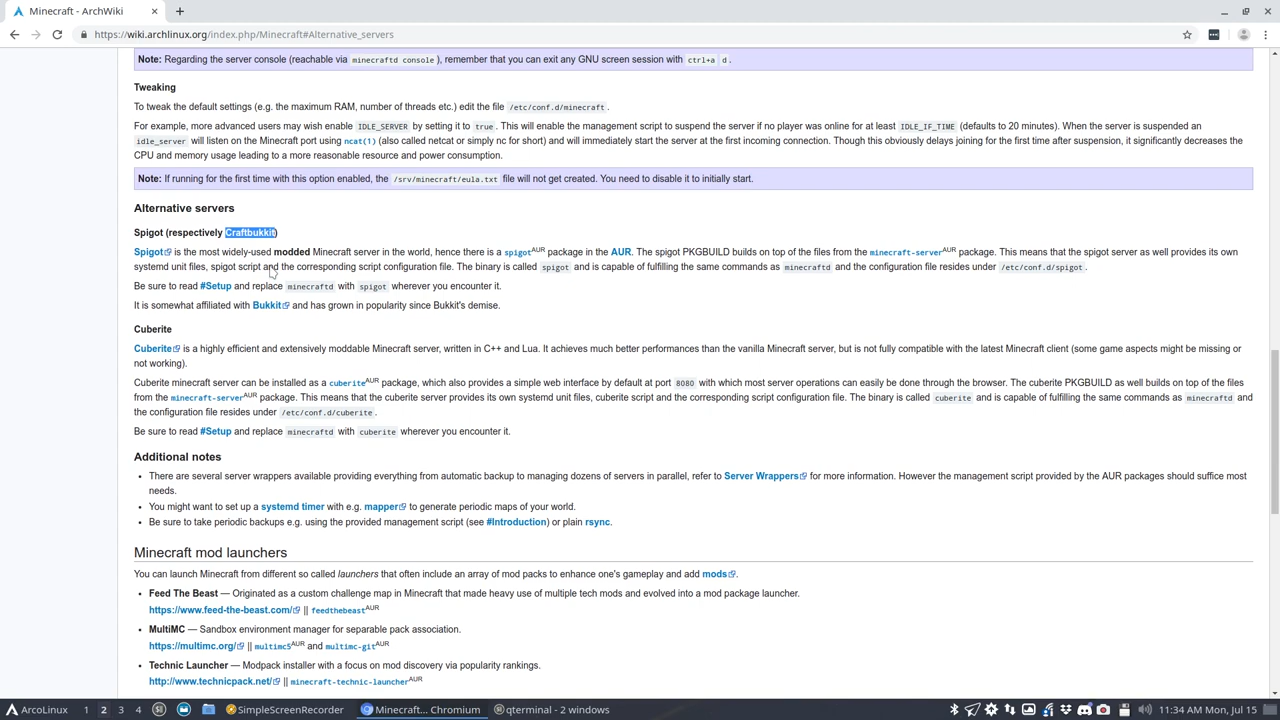 Minecraft - ArchWiki
https://wiki.archlinux.org/index.php/Minecraft#Alternative_servers
Note: Regarding the server console (reachable via minecraftd console), remember that you can exit any GNU screen session with ctrl+a d.
Tweaking
To tweak the default settings (e.g. the maximum RAM, number of threads etc.) edit the file /etc/conf.d/minecraft.
For example, more advanced users may wish enable IDLE_SERVER by setting it to true. This will enable the management script to suspend the server if no player was online for at least IDLE_IF_TIME (defaults to 20 minutes). When the server is suspended an
idle_server will listen on the Minecraft port using ncat(1) (also called netcat or simply nc for short) and will immediately start the server at the first incoming connection. Though this obviously delays joining for the first time after suspension, it significantly decreases the
CPU and memory usage leading to a more reasonable resource and power consumption.
Note: If running for the first time with this option enabled, the /srv/minecraft/eula.txt file will not get created. You need to disable it to initially start.
Alternative servers
Spigot (respectively Craftbukkit)
Spigot is the most widely-used modded Minecraft server in the world, hence there is a spigotAUR package in the AUR. The spigot PKGBUILD builds on top of the files from the minecraft-serverAUR package. This means that the spigot server as well provides its own
systemd unit files, spigot script and the corresponding script configuration file. The binary is called spigot and is capable of fulfilling the same commands as minecraftd and the configuration file resides under /etc/conf.d/spigot.
Be sure to read #Setup and replace minecraftd with spigot wherever you encounter it.
It is somewhat affiliated with Bukkit and has grown in popularity since Bukkit's demise.
Cuberite
Cuberite is a highly efficient and extensively moddable Minecraft server, written in C++ and Lua. It achieves much better performances than the vanilla Minecraft server, but is not fully compatible with the latest Minecraft client (some game aspects might be missing or
not working).
Cuberite minecraft server can be installed as a cuberiteAUR package, which also provides a simple web interface by default at port 8080 with which most server operations can easily be done through the browser. The cuberite PKGBUILD as well builds on top of the files
from the minecraft-serverAUR package. This means that the cuberite server provides its own systemd unit files, cuberite script and the corresponding script configuration file. The binary is called cuberite and is capable of fulfilling the same commands as minecraftd and
the configuration file resides under /etc/conf.d/cuberite.
Be sure to read #Setup and replace minecraftd with cuberite wherever you encounter it.
Additional notes
• There are several server wrappers available providing everything from automatic backup to managing dozens of servers in parallel, refer to Server Wrappers for more information. However the management script provided by the AUR packages should suffice most
needs.
• You might want to set up a systemd timer with e.g. mapper to generate periodic maps of your world.
• Be sure to take periodic backups e.g. using the provided management script (see #Introduction) or plain rsync.
Minecraft mod launchers
You can launch Minecraft from different so called launchers that often include an array of mod packs to enhance one's gameplay and add mods.
• Feed The Beast — Originated as a custom challenge map in Minecraft that made heavy use of multiple tech mods and evolved into a mod package launcher.
https://www.feed-the-beast.com/ || feedthebeastAUR
• MultiMC — Sandbox environment manager for separable pack association.
https://multimc.org/ || multimc5AUR and multimc-gitAUR
• Technic Launcher — Modpack installer with a focus on mod discovery via popularity rankings.
http://www.technicpack.net/ || minecraft-technic-launcherAUR
ArcoLinux 1 2 3 4 SimpleScreenRecorder Minecraft... Chromium qterminal - 2 windows 11:34 AM Mon, Jul 15